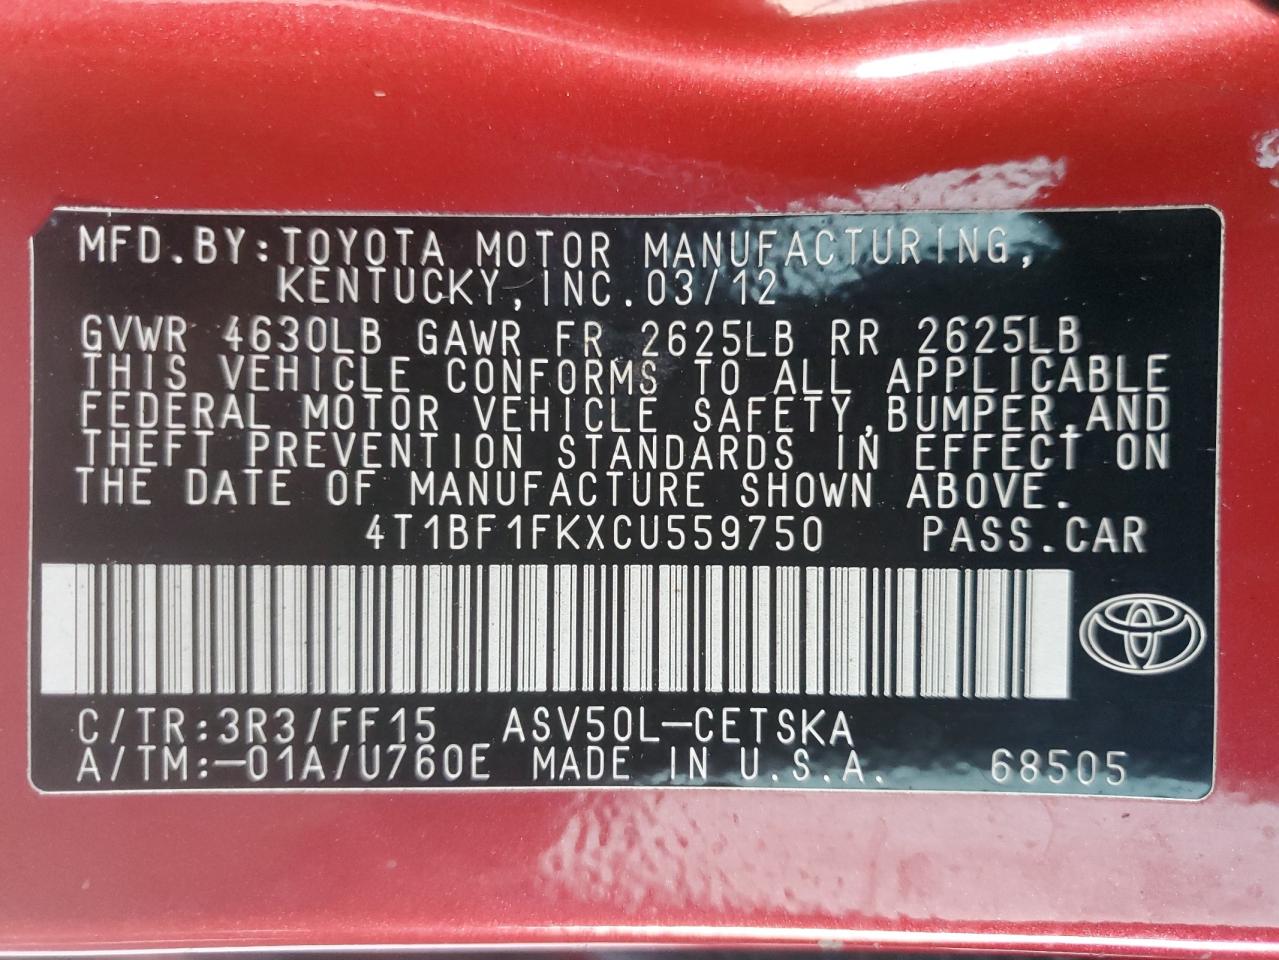 MFD.BY:TOYOTA MOTOR MANUFACTURING,
KENTUCKY,INC.03/12
GVWR 4630LB GAWR FR 2625LB RR 2625LB
THIS VEHICLE CONFORMS TO ALL APPLICABLE
FEDERAL MOTOR VEHICLE SAFETY,BUMPER,AND
THEFT PREVENTION STANDARDS IN EFFECT ON
THE DATE OF MANUFACTURE SHOWN ABOVE.
4T1BF1FKXCU559750 PASS.CAR
C/TR:3R3/FF15 ASV50L-CETSKA
A/TM:-01A/U760E MADE IN U.S.A. 68505